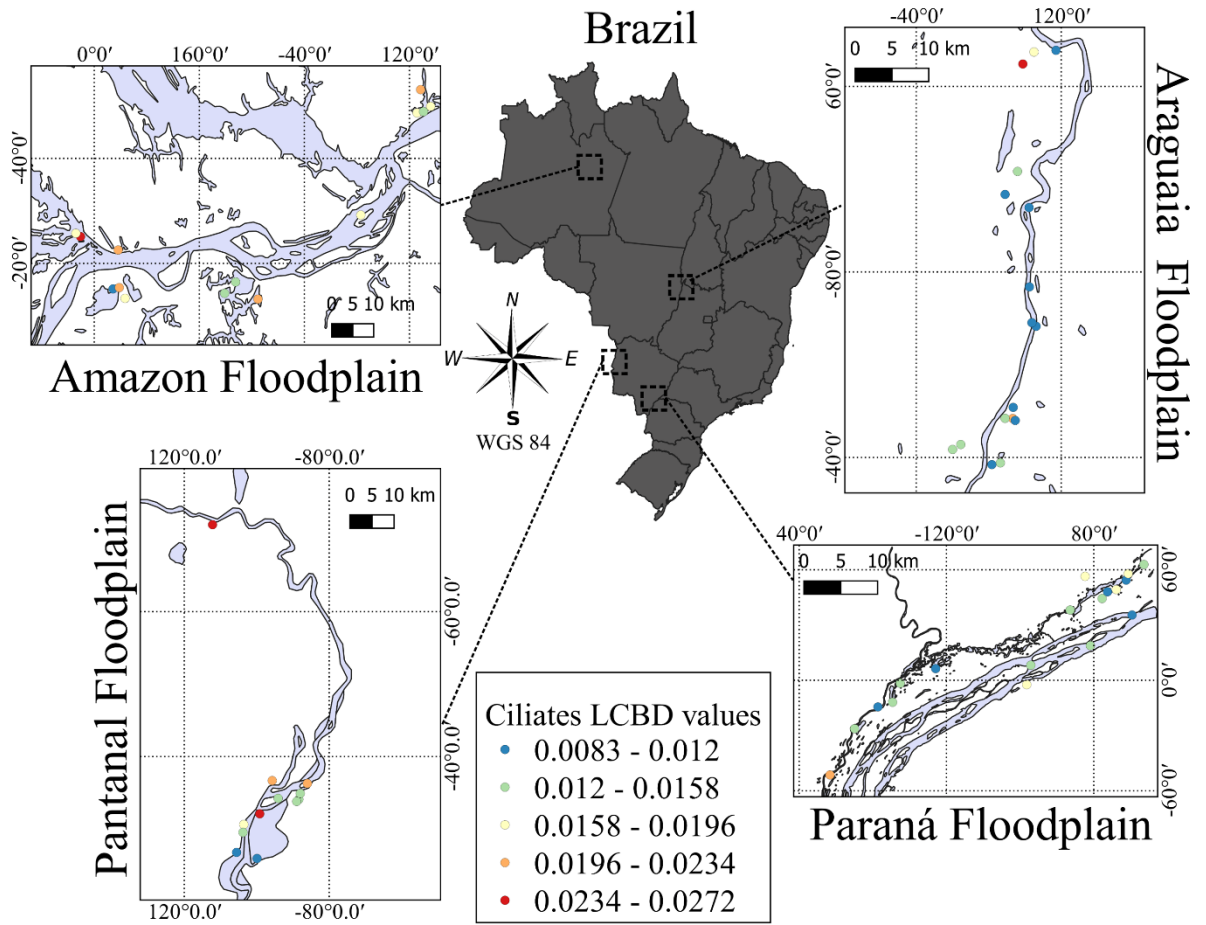 Brazil
0°0′ 160°0′ -40°0′ 120°0′
-40°0′
-20°0′
0 5 10 km
Amazon Floodplain
-40°0′ 120°0′
0 5 10 km
60°0′
-80°0′
-40°0′
Araguaia Floodplain
N
W E
S
WGS 84
120°0.0′ -80°0.0′
0 5 10 km
-60°0.0′
-40°0.0′
120°0.0′ -80°0.0′
Pantanal Floodplain
Ciliates LCBD values
0.0083 - 0.012
0.012 - 0.0158
0.0158 - 0.0196
0.0196 - 0.0234
0.0234 - 0.0272
40°0′ -120°0′ 80°0′
0 5 10 km
60°0
0°0
-60°0
Paraná Floodplain